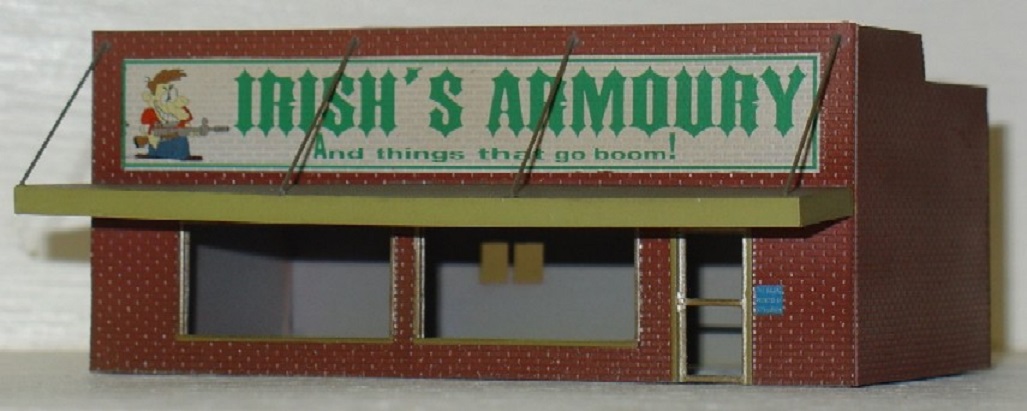 IRISH'S ARMOURY
And things that go boom!